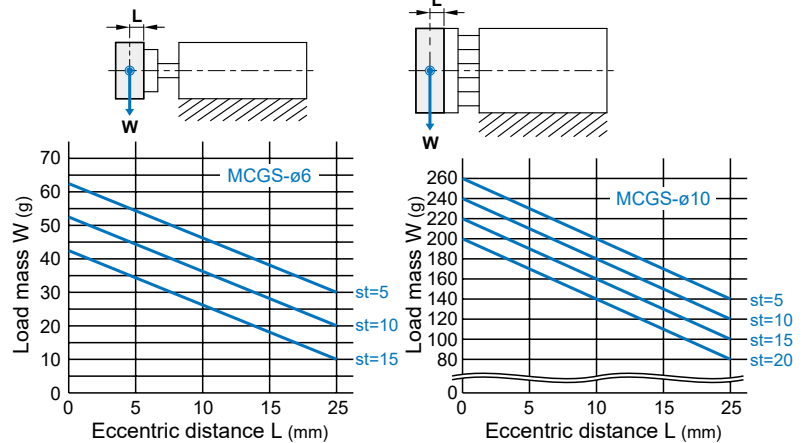 L
W
L
W
MCGS-ø6
Load mass W (g)
70
60
50
40
30
20
10
0
st=5
st=10
st=15
0 5 10 15 25
Eccentric distance L (mm)
MCGS-ø10
Load mass W (g)
260
240
220
200
180
160
140
120
100
80
0
st=5
st=10
st=15
st=20
0 5 10 15 25
Eccentric distance L (mm)